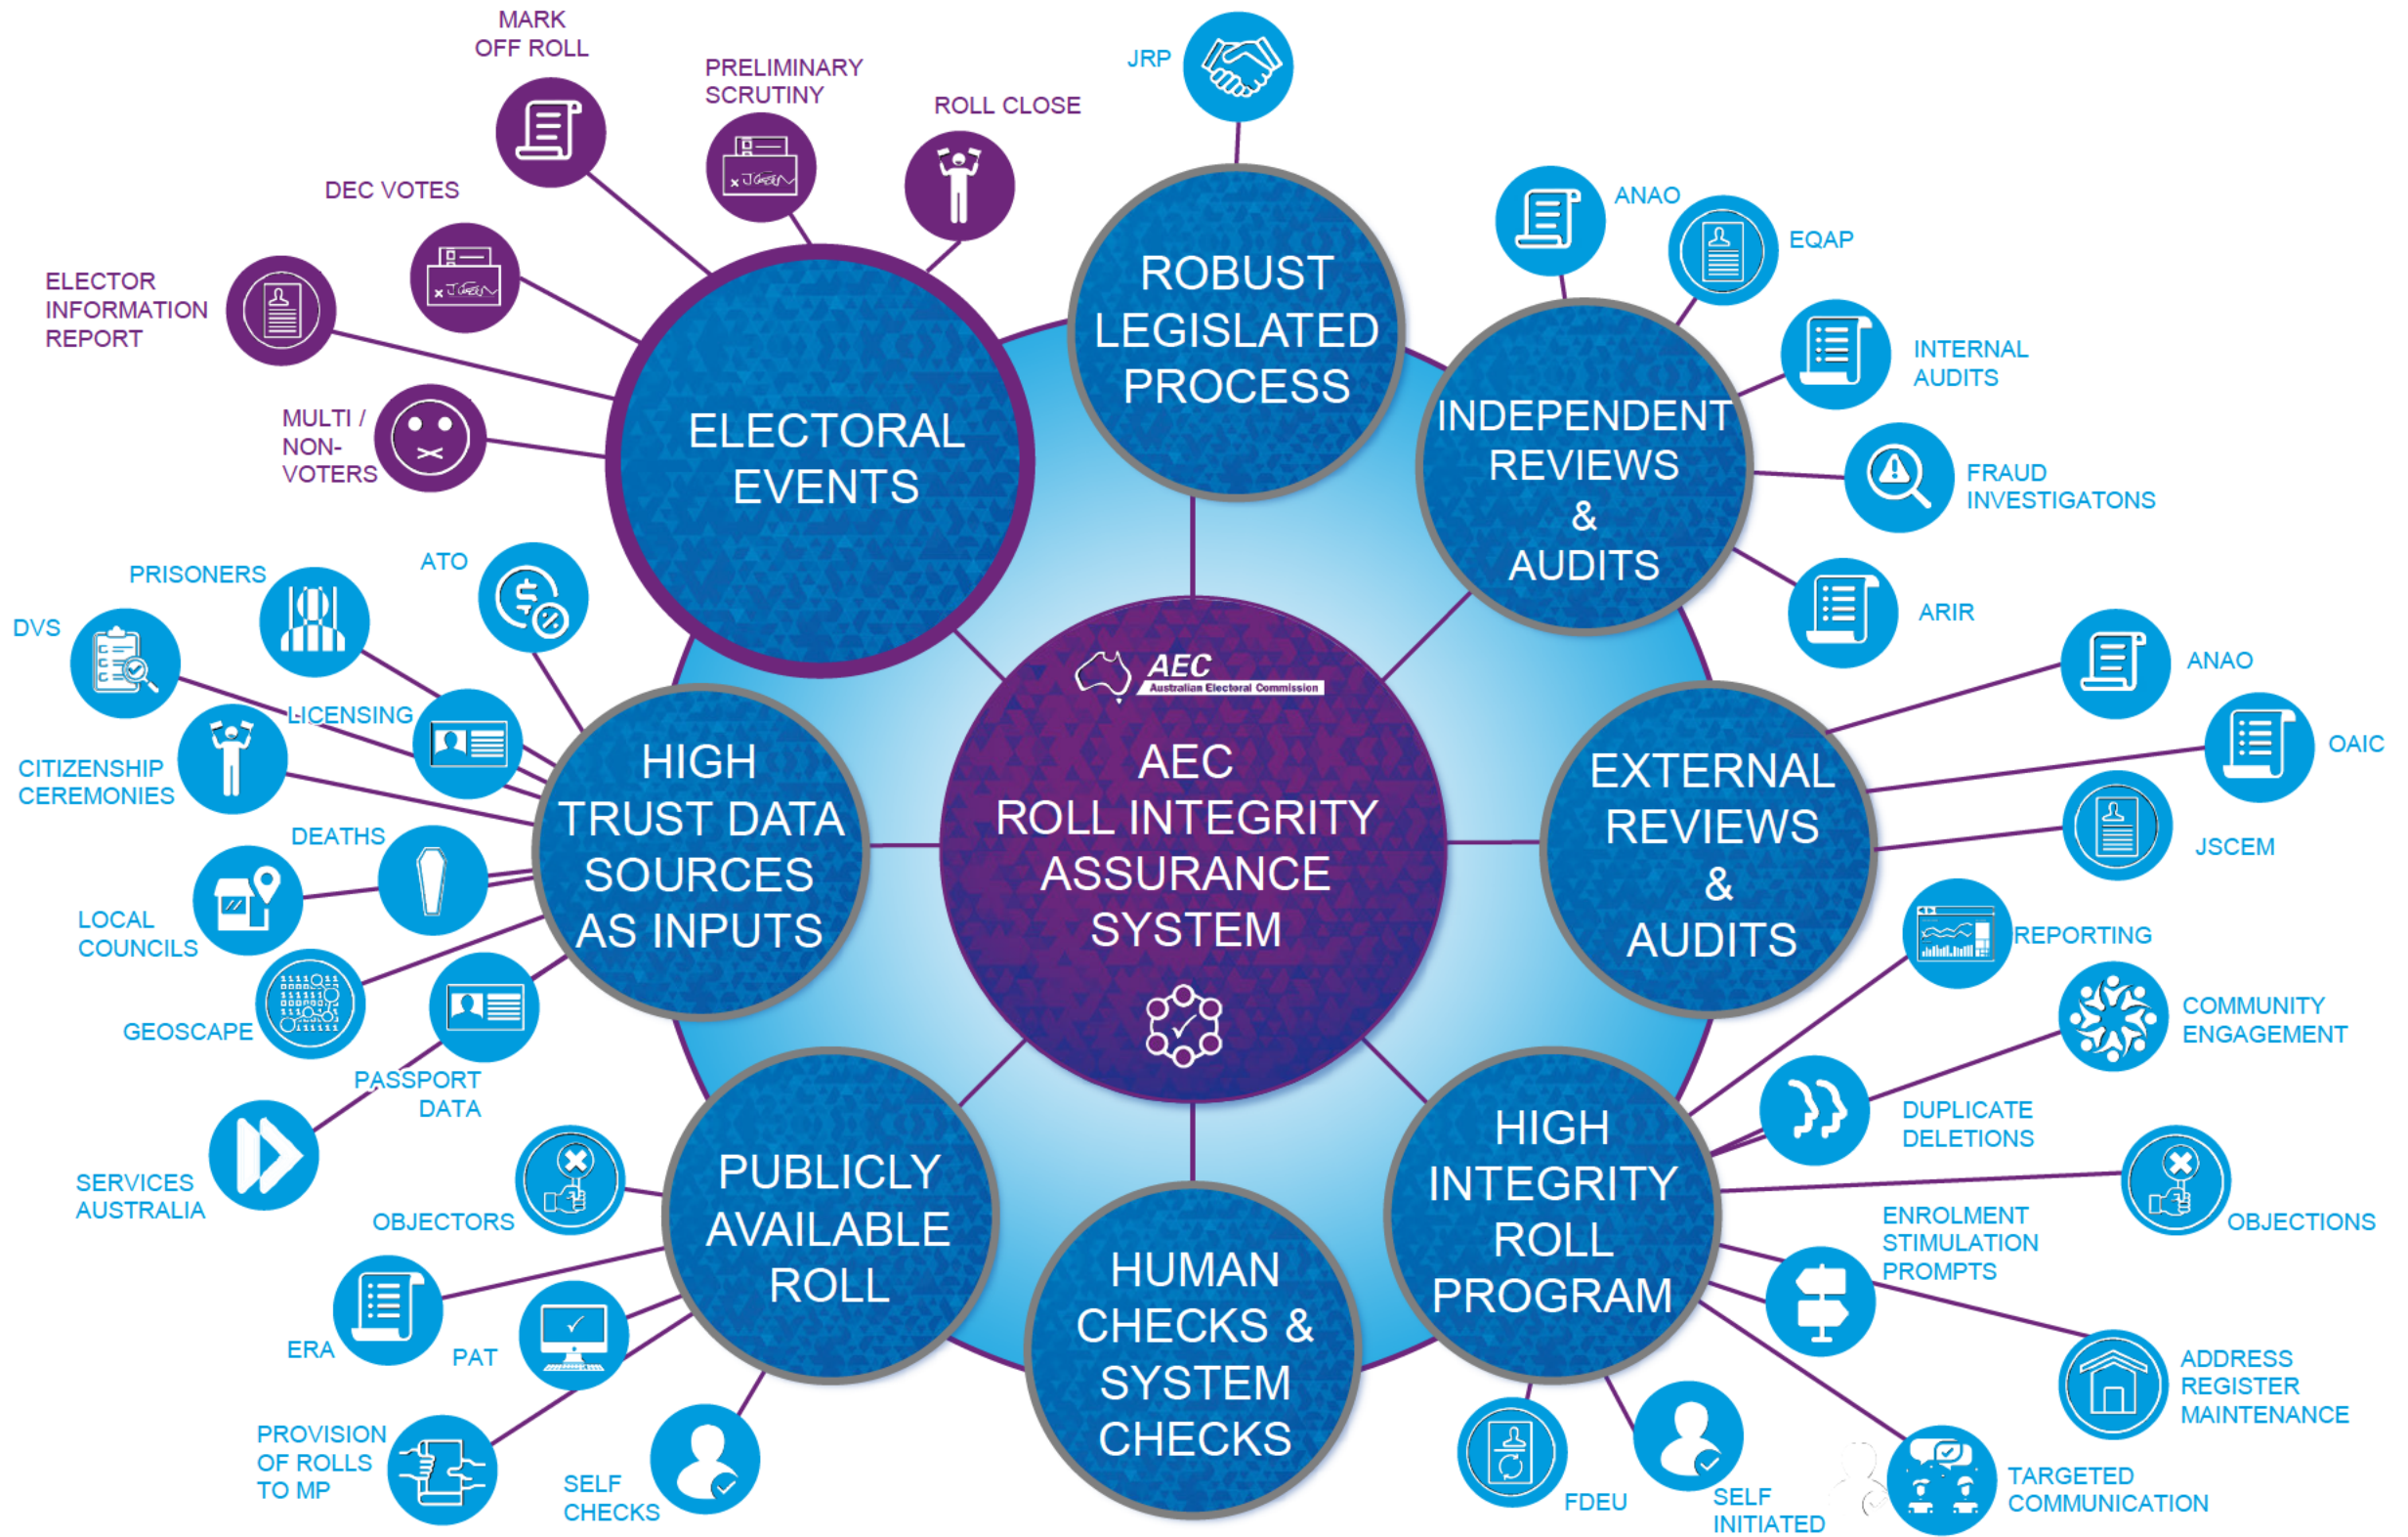 MARK
OFF ROLL
PRELIMINARY
SCRUTINY
ROLL CLOSE
DEC VOTES
ELECTOR
INFORMATION
REPORT
MULTI /
NON-
VOTERS
ELECTORAL
EVENTS
JRP
ROBUST
LEGISLATED
PROCESS
ANAO
EQAP
INTERNAL
AUDITS
FRAUD
INVESTIGATONS
ARIR
INDEPENDENT
REVIEWS
&
AUDITS
ANAO
OAIC
JSCEM
EXTERNAL
REVIEWS
&
AUDITS
REPORTING
COMMUNITY
ENGAGEMENT
DUPLICATE
DELETIONS
OBJECTIONS
ENROLMENT
STIMULATION
PROMPTS
ADDRESS
REGISTER
MAINTENANCE
TARGETED
COMMUNICATION
SELF
INITIATED
FDEU
HIGH
INTEGRITY
ROLL
PROGRAM
HUMAN
CHECKS &
SYSTEM
CHECKS
PUBLICLY
AVAILABLE
ROLL
OBJECTORS
ERA
PAT
PROVISION
OF ROLLS
TO MP
SELF
CHECKS
HIGH
TRUST DATA
SOURCES
AS INPUTS
ATO
PRISONERS
DVS
LICENSING
CITIZENSHIP
CEREMONIES
DEATHS
LOCAL
COUNCILS
GEOSCAPE
PASSPORT
DATA
SERVICES
AUSTRALIA
AEC
Australian Electoral Commission
AEC
ROLL INTEGRITY
ASSURANCE
SYSTEM